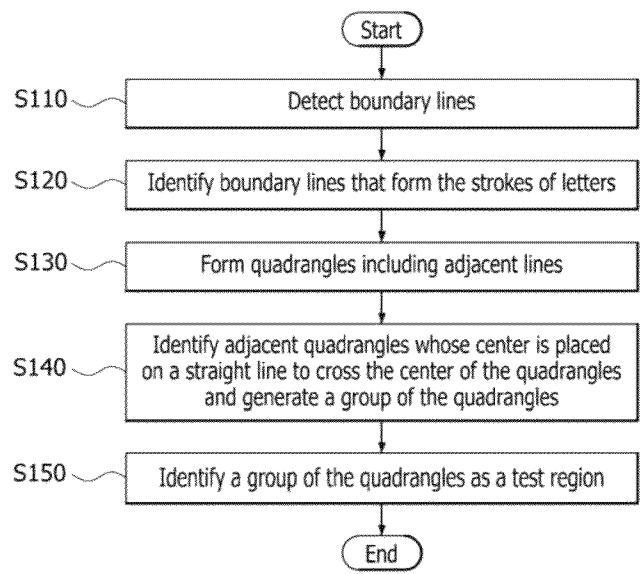 Start
S110
Detect boundary lines
S120
Identify boundary lines that form the strokes of letters
S130
Form quadrangles including adjacent lines
S140
Identify adjacent quadrangles whose center is placed
on a straight line to cross the center of the quadrangles
and generate a group of the quadrangles
S150
Identify a group of the quadrangles as a test region
End